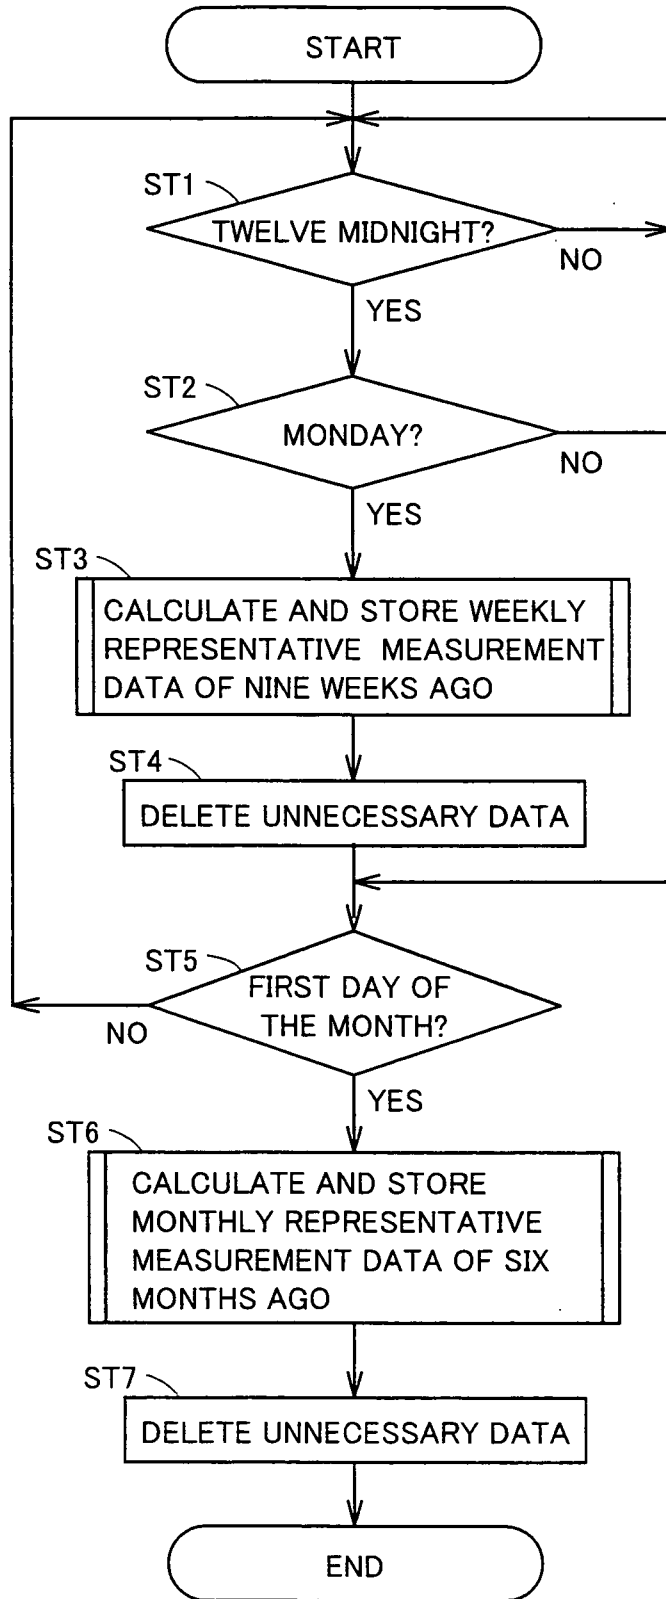 START
ST1
TWELVE MIDNIGHT?
NO
YES
ST2
MONDAY?
NO
YES
ST3
CALCULATE AND STORE WEEKLY
REPRESENTATIVE MEASUREMENT
DATA OF NINE WEEKS AGO
ST4
DELETE UNNECESSARY DATA
ST5
FIRST DAY OF
THE MONTH?
NO
YES
ST6
CALCULATE AND STORE
MONTHLY REPRESENTATIVE
MEASUREMENT DATA OF SIX
MONTHS AGO
ST7
DELETE UNNECESSARY DATA
END